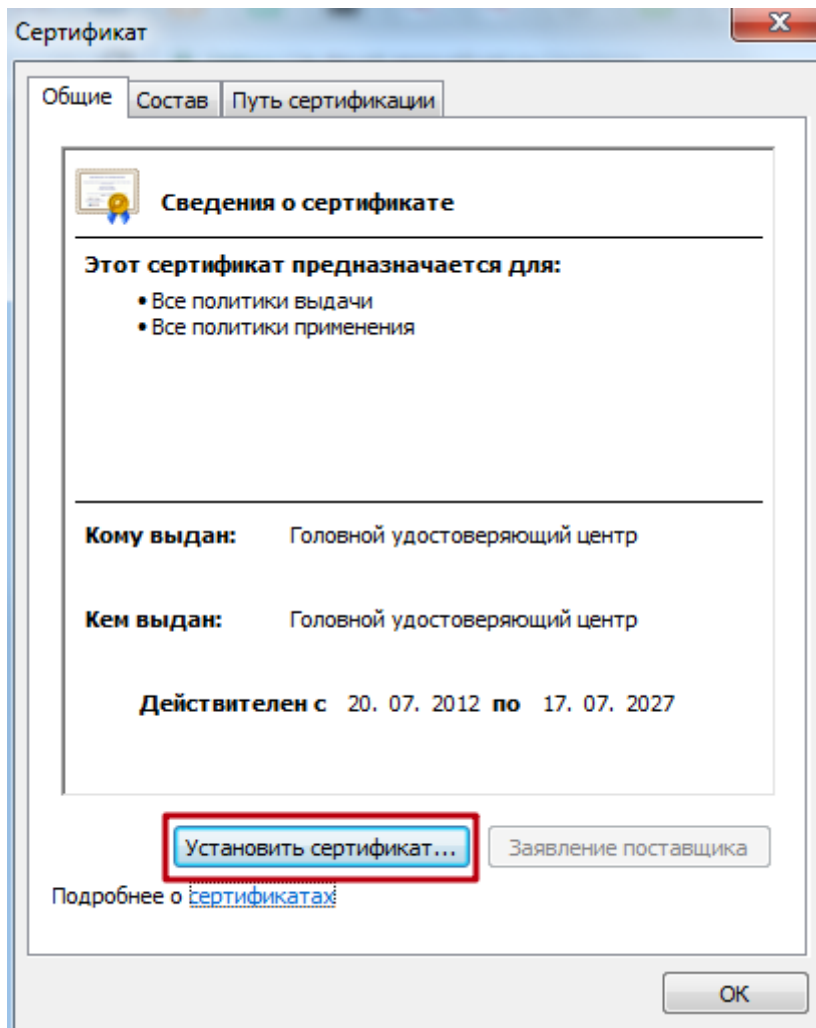 Сертификат
Общие Состав Путь сертификации
Сведения о сертификате
Этот сертификат предназначается для:
• Все политики выдачи
• Все политики применения
Кому выдан: Головной удостоверяющий центр
Кем выдан: Головной удостоверяющий центр
Действителен с 20. 07. 2012 по 17. 07. 2027
Установить сертификат... Заявление поставщика
Подробнее о сертификатах
ОК